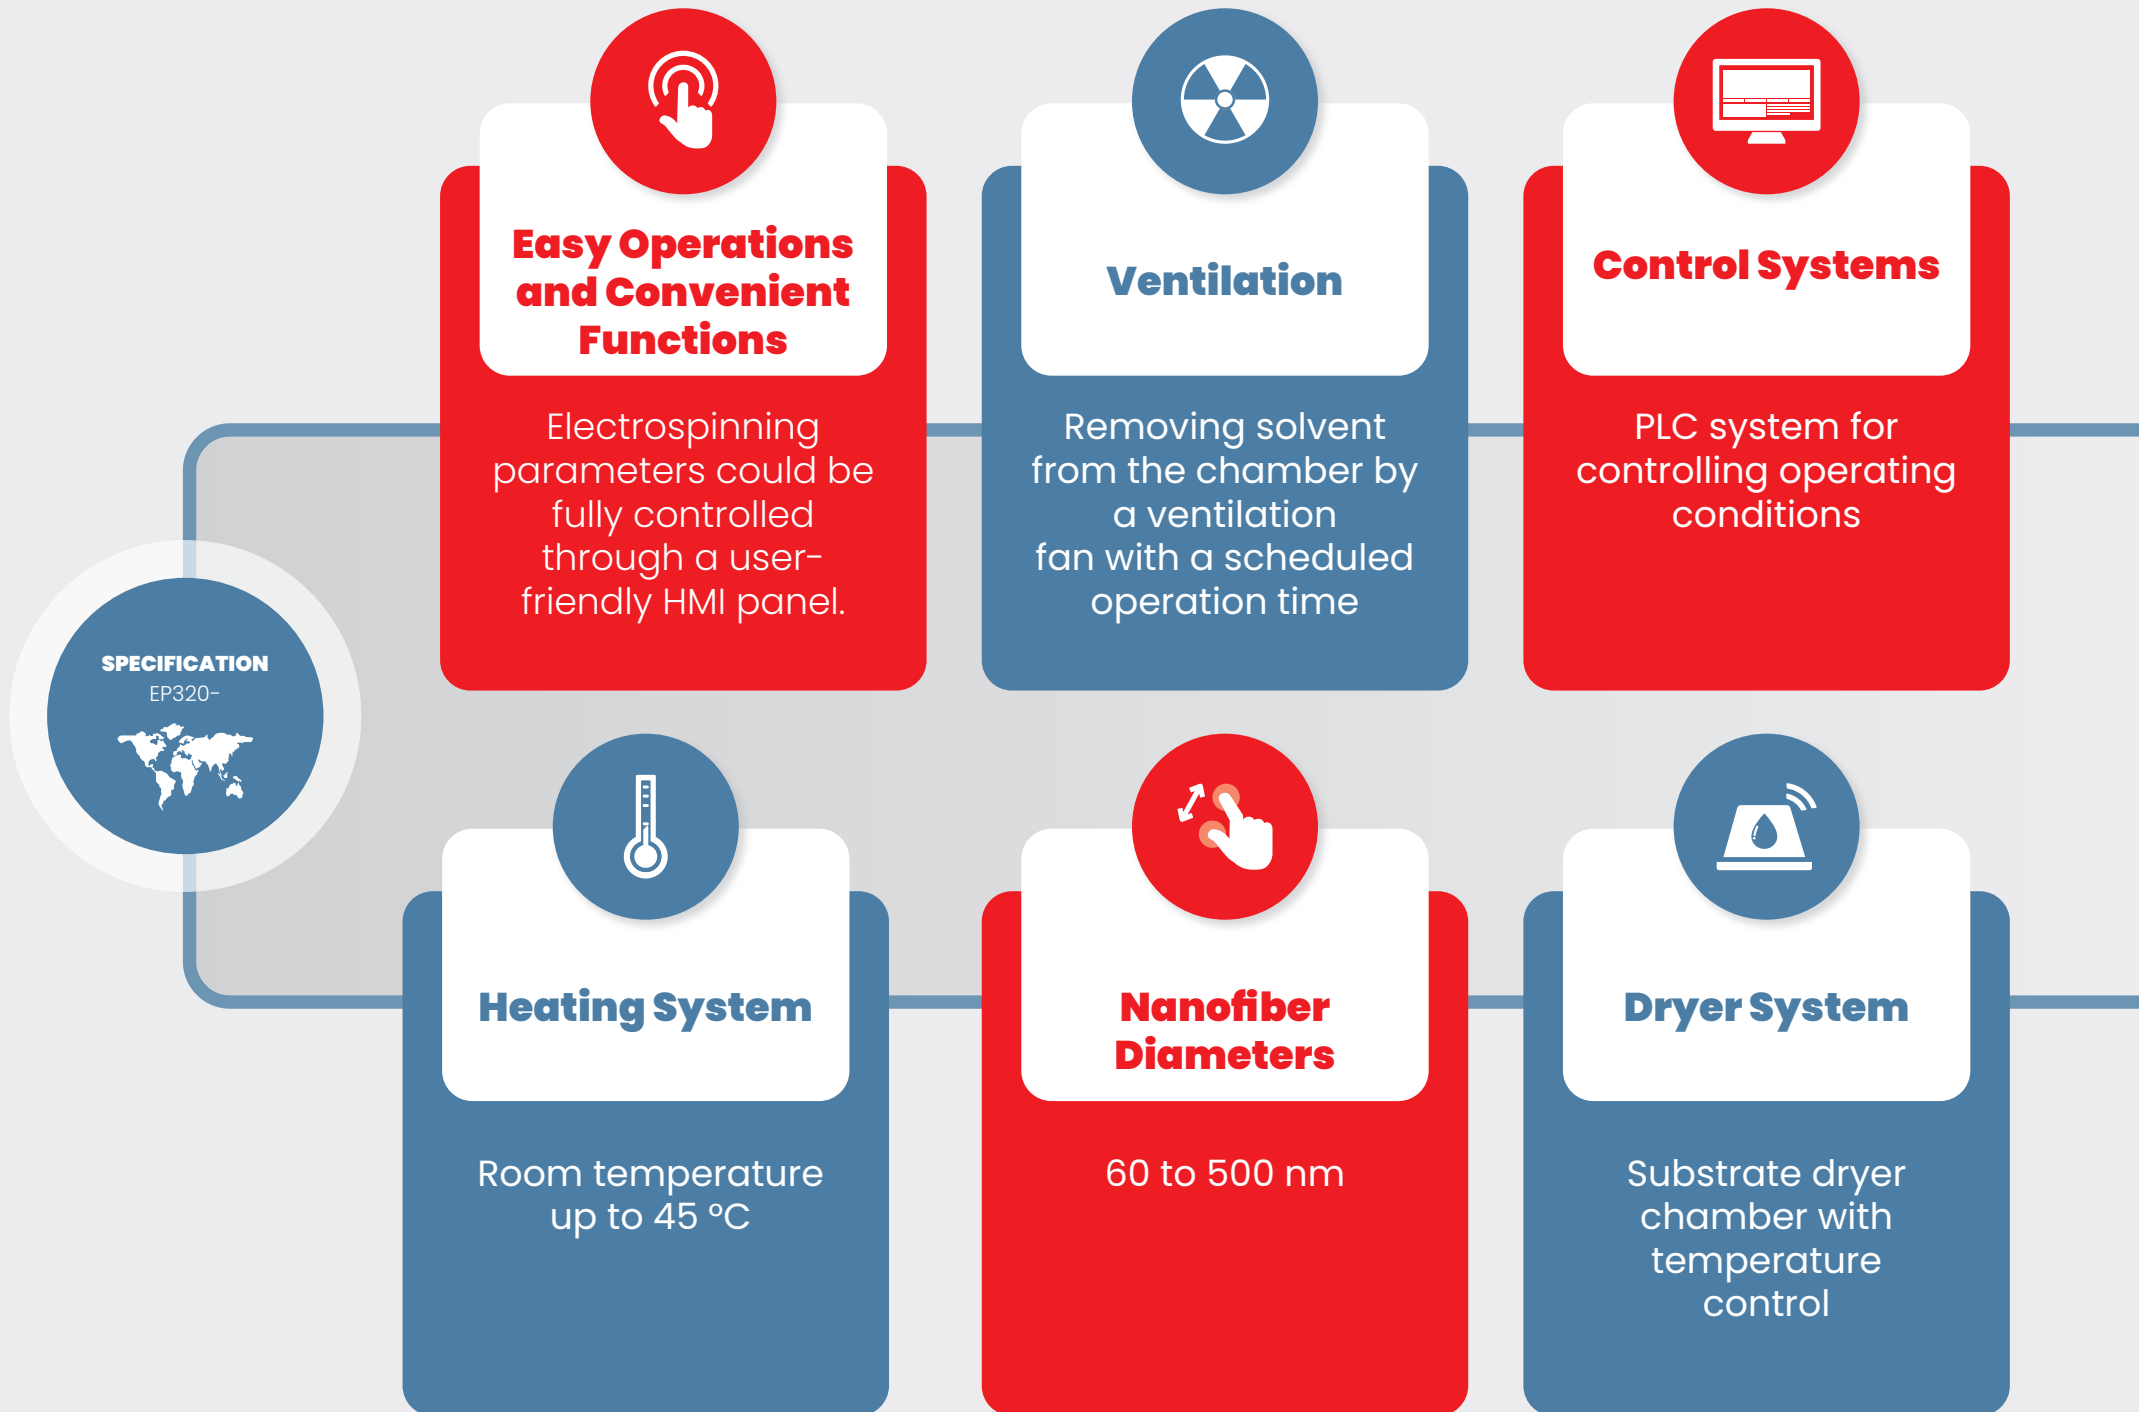 SPECIFICATION
EP320-
Easy Operations
and Convenient
Functions
Electrospinning
parameters could be
fully controlled
through a user-
friendly HMI panel.
Ventilation
Removing solvent
from the chamber by
a ventilation
fan with a scheduled
operation time
Control Systems
PLC system for
controlling operating
conditions
Heating System
Room temperature
up to 45 °C
Nanofiber
Diameters
60 to 500 nm
Dryer System
Substrate dryer
chamber with
temperature
control